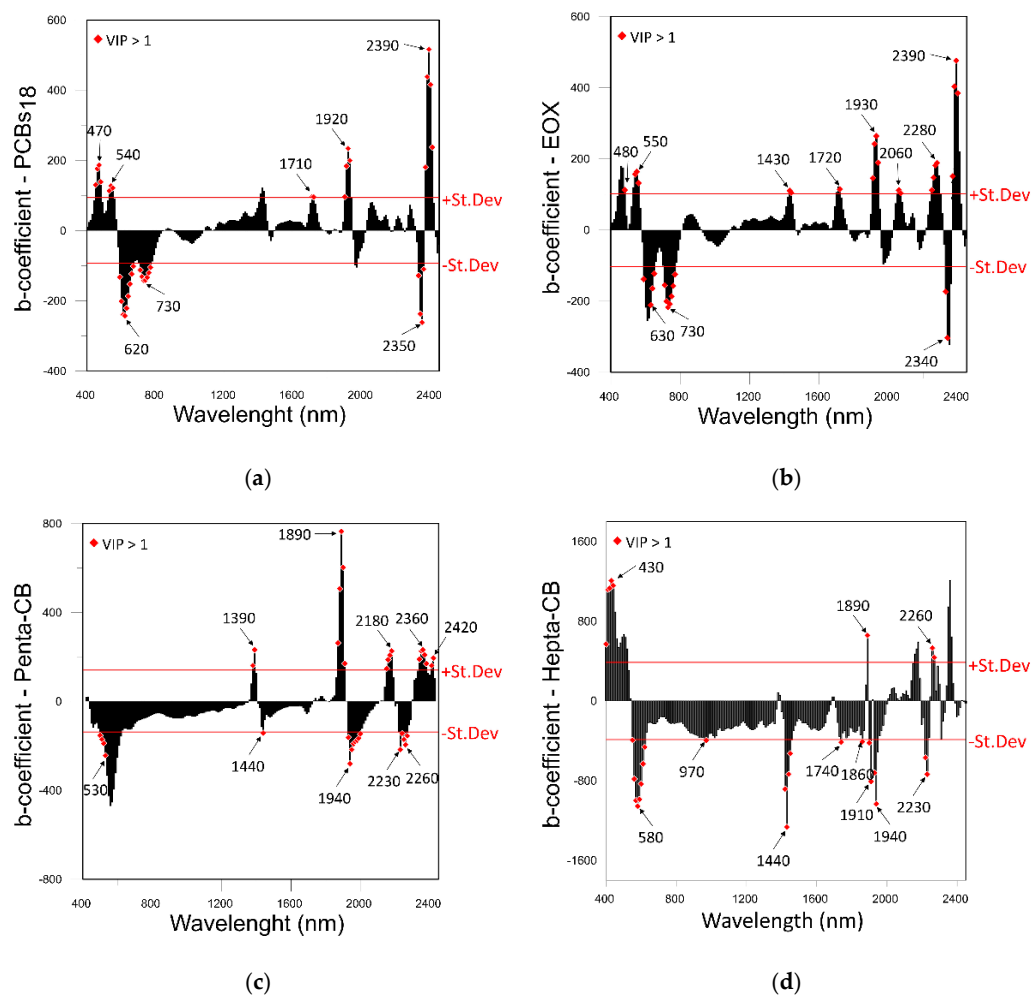 600
VIP > 1
2390
400
b-coefficient - PCBs18
470
540
1710
1920
200
+St.Dev
0
-St.Dev
730
-200
620
2350
-400
400 800 1200 1600 2000 2400
Wavelenght (nm)
(a)
600
VIP > 1
2390
400
b-coefficient - EOX
480
550
1430
1720
1930
2060
2280
200
+St.Dev
0
-St.Dev
-200
630
730
2340
-400
400 800 1200 1600 2000 2400
Wavelength (nm)
(b)
800
VIP > 1
1890
400
b-coefficient - Penta-CB
1390
2180
2360
2420
+St.Dev
0
-St.Dev
530
1440
1940
2230
2260
-400
-800
400 800 1200 1600 2000 2400
Wavelenght (nm)
(c)
1600
VIP > 1
430
800
b-coefficient - Hepta-CB
1890
2260
+St.Dev
0
-St.Dev
970
1740
1860
1910
1940
2230
-800
580
1440
-1600
400 800 1200 1600 2000 2400
Wavelength (nm)
(d)